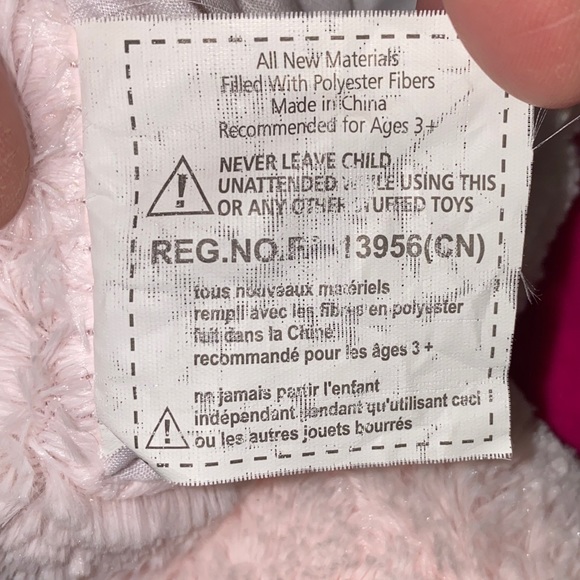 All New Materials
Filled With Polyester Fibers
Made in China
Recommended for Ages 3+
NEVER LEAVE CHILD
UNATTENDED WHILE USING THIS
OR ANY OTHER STUFFED TOYS
REG.NO. 13956(CN)
tous nouveaux matériels
rempli avec les fibres en polyester
fait dans la Chine
recommandé pour les âges 3 +
ne jamais partir l'enfant
indépendant pendant qu'utilisant ceci
ou les autres jouets bourrés